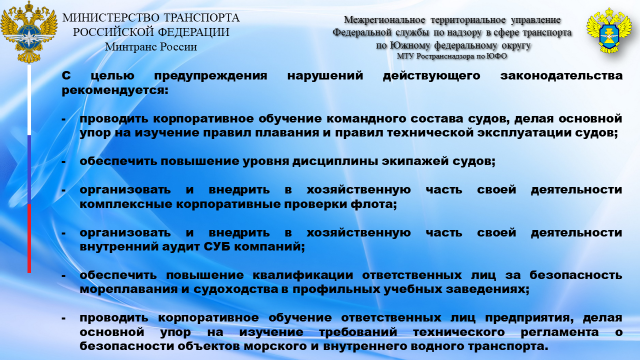 МИНИСТЕРСТВО ТРАНСПОРТА
РОССИЙСКОЙ ФЕДЕРАЦИИ
Минтранс России
Межрегиональное территориальное управление
Федеральной службы по надзору в сфере транспорта
по Южному федеральному округу
МТУ Ространснадзора по ЮФО
С целью предупреждения нарушений действующего законодательства
рекомендуется:
- проводить корпоративное обучение командного состава судов, делая основной
упор на изучение правил плавания и правил технической эксплуатации судов;
- обеспечить повышение уровня дисциплины экипажей судов;
- организовать и внедрить в хозяйственную часть своей деятельности
комплексные корпоративные проверки флота;
- организовать и внедрить в хозяйственную часть своей деятельности
внутренний аудит СУБ компаний;
- обеспечить повышение квалификации ответственных лиц за безопасность
мореплавания и судоходства в профильных учебных заведениях;
- проводить корпоративное обучение ответственных лиц предприятия, делая
основной упор на изучение требований технического регламента о
безопасности объектов морского и внутреннего водного транспорта.